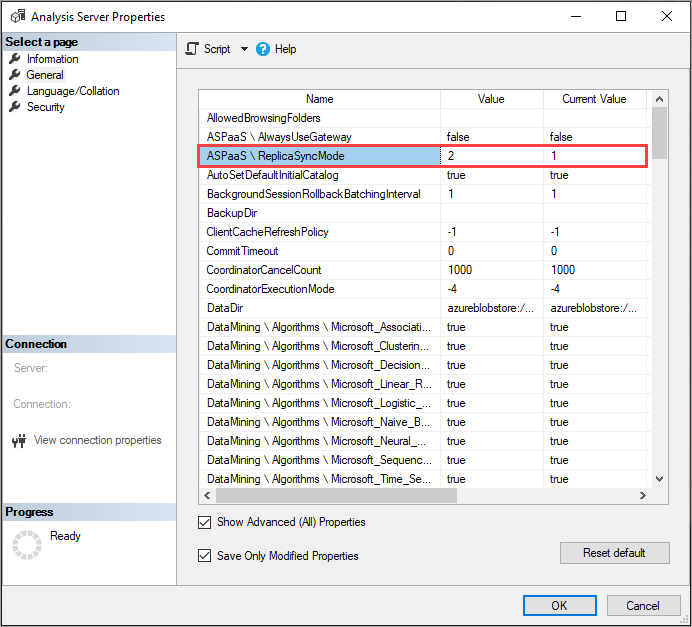 Analysis Server Properties
Select a page
Information
General
Language/Collation
Security
Connection
Server:
Connection:
View connection properties
Progress
Ready
Script Help
Name Value Current Value
AllowedBrowsingFolders
ASPaaS \ AlwaysUseGateway false false
ASPaaS \ ReplicaSyncMode 2 1
AutoSetDefaultInitialCatalog true true
BackgroundSessionRollbackBatchingInterval 1 1
BackupDir
ClientCacheRefreshPolicy -1 -1
CommitTimeout 0 0
CoordinatorCancelCount 1000 1000
CoordinatorExecutionMode -4 -4
DataDir azureblobstore:/... azureblobstore:/...
DataMining \ Algorithms \ Microsoft_Associati... true true
DataMining \ Algorithms \ Microsoft_Clusterin... true true
DataMining \ Algorithms \ Microsoft_Decision... true true
DataMining \ Algorithms \ Microsoft_Linear_R... true true
DataMining \ Algorithms \ Microsoft_Logistic_... true true
DataMining \ Algorithms \ Microsoft_Naive_B... true true
DataMining \ Algorithms \ Microsoft_Neural_... true true
DataMining \ Algorithms \ Microsoft_Sequenc... true true
DataMining \ Algorithms \ Microsoft_Time_Se... true true
Show Advanced (All) Properties
Save Only Modified Properties
Reset default
OK Cancel